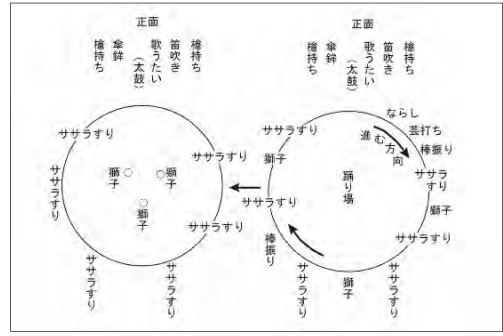 正面
槍持ち
笛吹き
歌うたい
(太鼓)
傘鉾
槍持ち
ササラすり
ササラすり
ササラすり
ササラすり
ササラすり
ササラすり
獅子
獅子
獅子
正面
槍持ち
笛吹き
歌うたい
(太鼓)
傘鉾
槍持ち
ならし
芸打ち
棒振り
ササラすり
獅子
ササラすり
ササラすり
獅子
棒振り
ササラすり
獅子
ササラすり
進む方向
踊り場